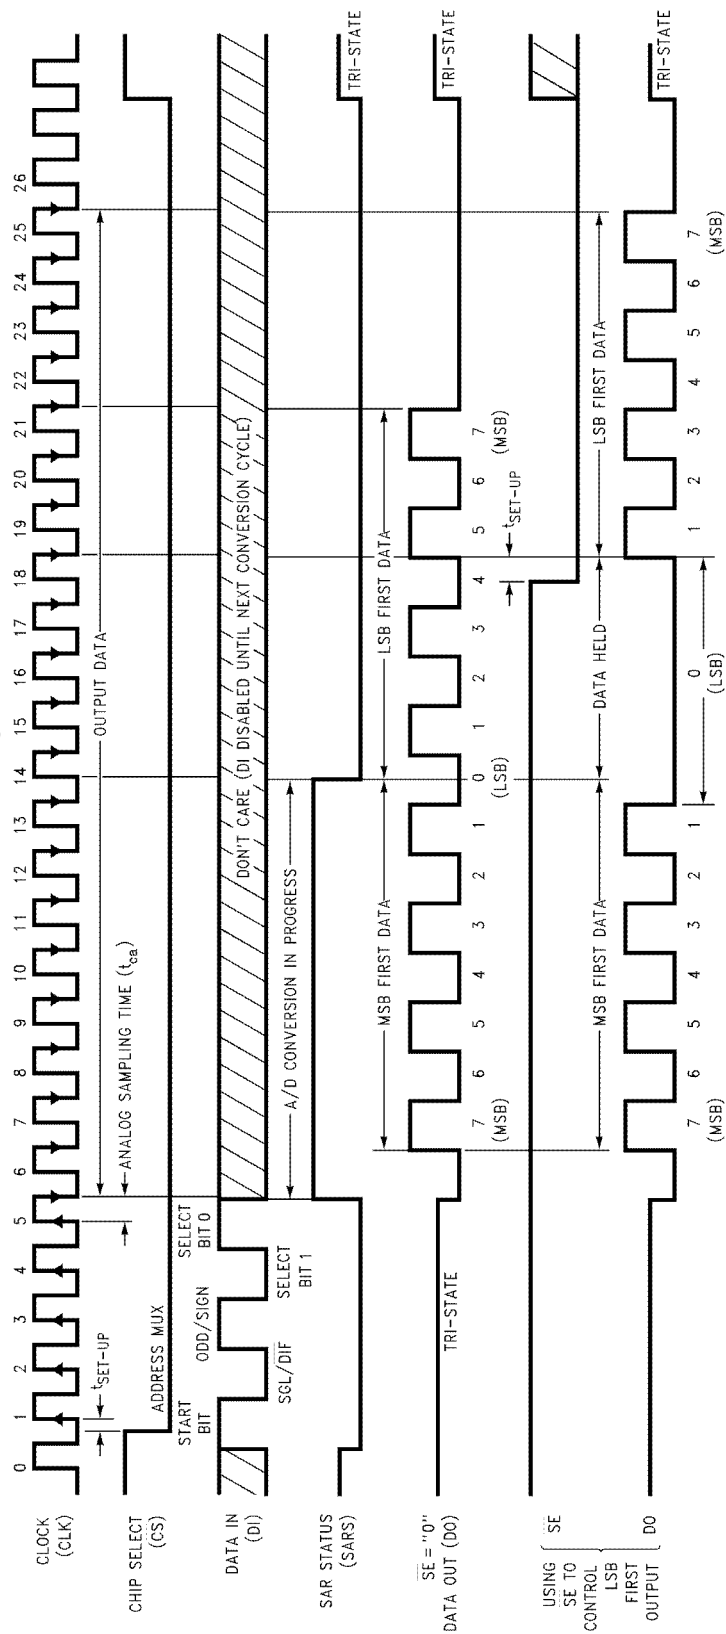 0 1 2 3 4 5 6 7 8 9 10 11 12 13 14 15 16 17 18 19 20 21 22 23 24 25 26
CLOCK
(CLK)
tSET-UP
ANALOG SAMPLING TIME (tca)
OUTPUT DATA
CHIP SELECT
(CS)
ADDRESS MUX
START
BIT
ODD/SIGN
SELECT
BIT 0
DATA IN
(DI)
DON'T CARE (DI DISABLED UNTIL NEXT CONVERSION CYCLE)
SGL/DIF
SELECT
BIT 1
A/D CONVERSION IN PROGRESS
SAR STATUS
(SARS)
TRI-STATE
MSB FIRST DATA
LSB FIRST DATA
SE = "0"
DATA OUT (DO)
TRI-STATE
TRI-STATE
7 6 5 4 3 2 1 0 1 2 3 4 5 6 7
(MSB) (LSB) (MSB)
tSET-UP
USING
SE TO
CONTROL
LSB
FIRST
OUTPUT
SE
MSB FIRST DATA
DATA HELD
LSB FIRST DATA
DO
TRI-STATE
7 6 5 4 3 2 1 0 1 2 3 4 5 6 7
(MSB) (LSB) (MSB)